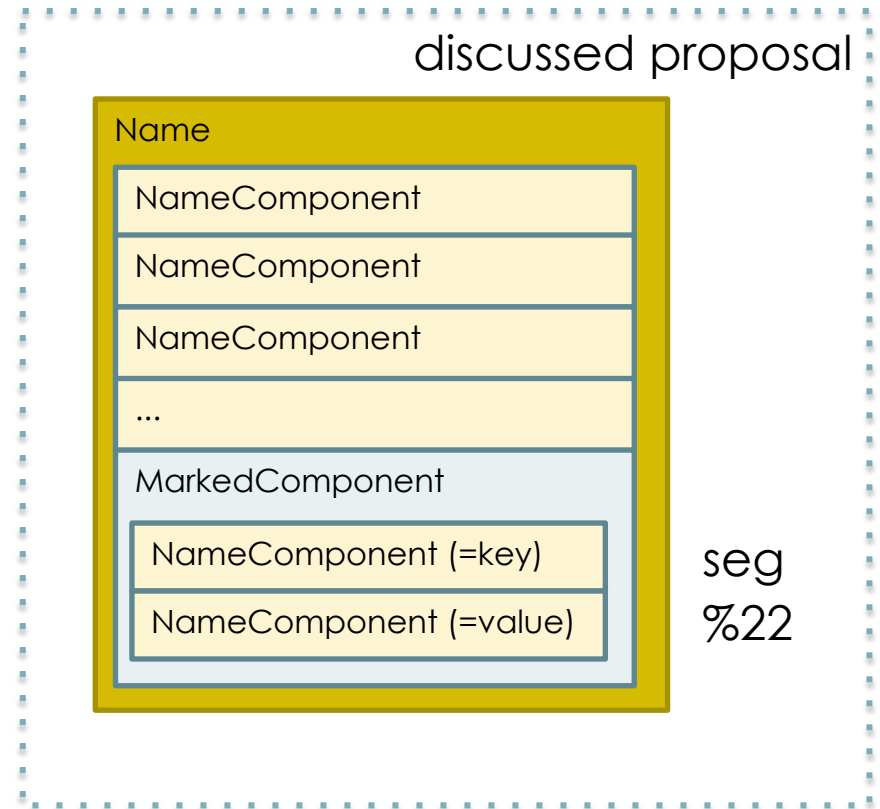 discussed proposal
Name
NameComponent
NameComponent
NameComponent
...
MarkedComponent
NameComponent (=key)
seg
NameComponent (=value)
%22